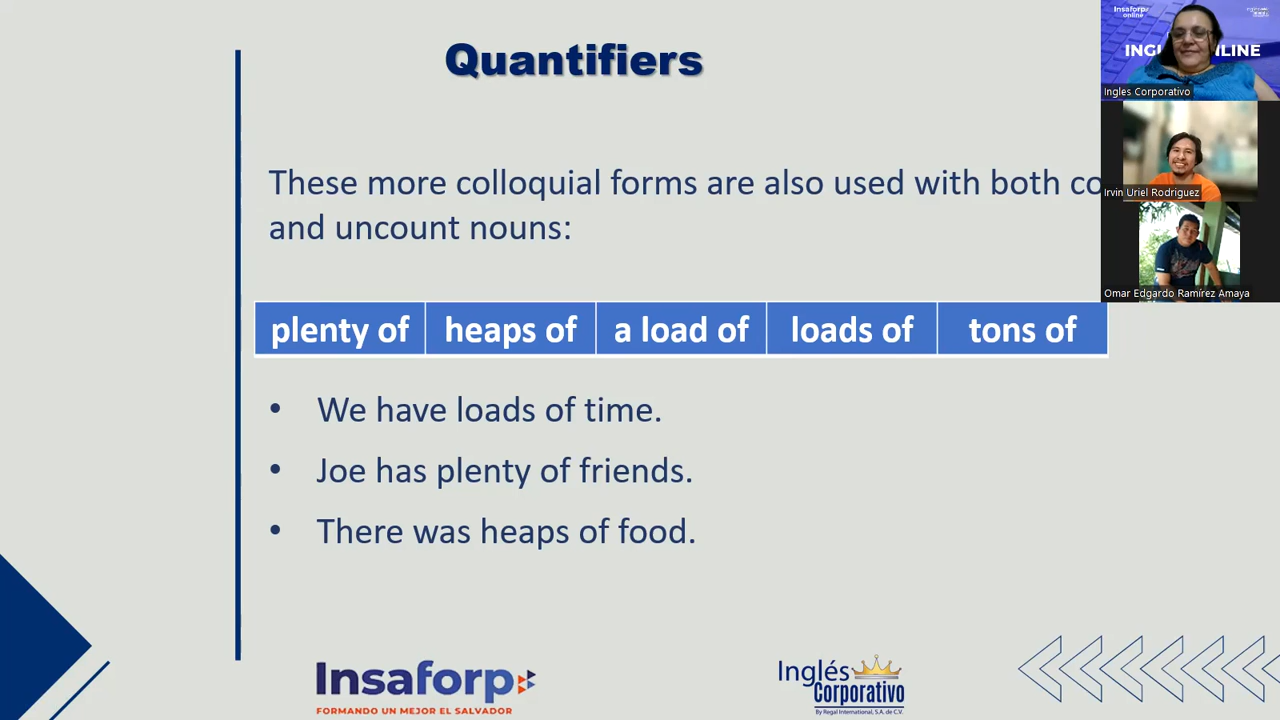 Quantifiers
These more colloquial forms are also used with both co
and uncount nouns:
plenty of heaps of a load of loads of tons of
• We have loads of time.
• Joe has plenty of friends.
• There was heaps of food.
Insaforp
FORMANDO UN MEJOR EL SALVADOR
Inglés
Corporativo
By Regal International, S.A. de C.V.
Insaforp
online
INGL ILINE
Ingles Corporativo
Irvin Uriel Rodriguez
Omar Edgardo Ramírez Amaya